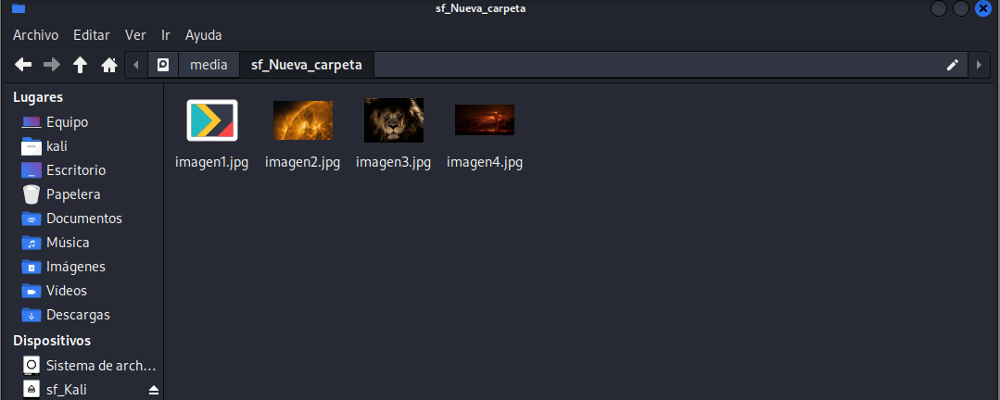 sf_Nueva_carpeta
Archivo Editar Ver Ir Ayuda
media sf_Nueva_carpeta
Lugares
Equipo
kali
Escritorio
Papelera
Documentos
Música
Imágenes
Vídeos
Descargas
Dispositivos
Sistema de arch...
sf_Kali
imagen1.jpg imagen2.jpg imagen3.jpg imagen4.jpg